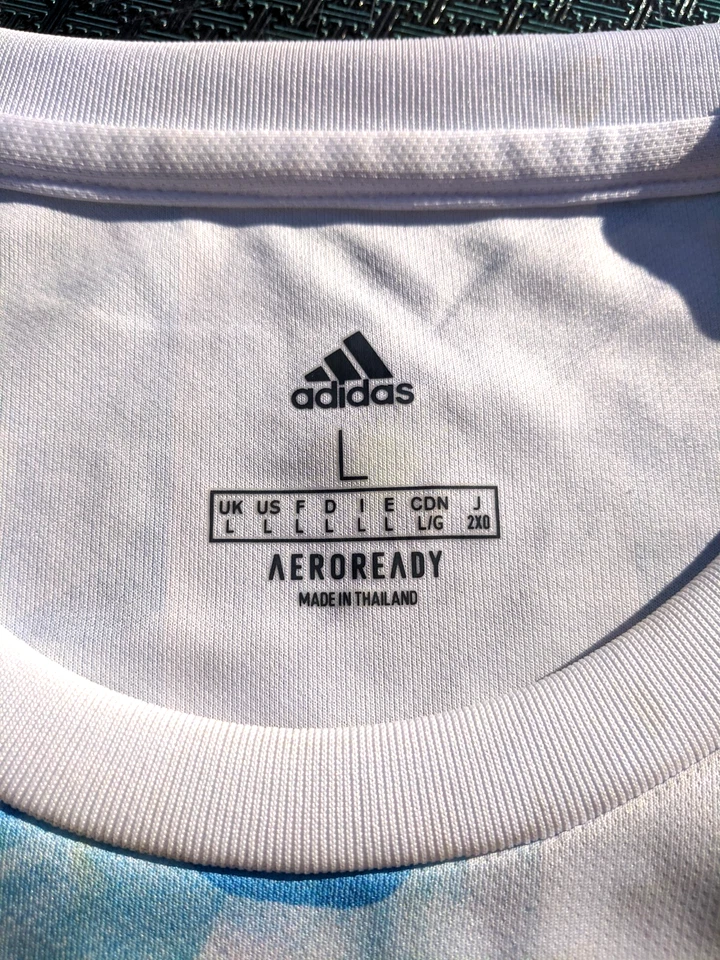 adidas
L
UK US F D I E CDN J
L L L L L L L/G 2XO
AEROREADY
MADE IN THAILAND